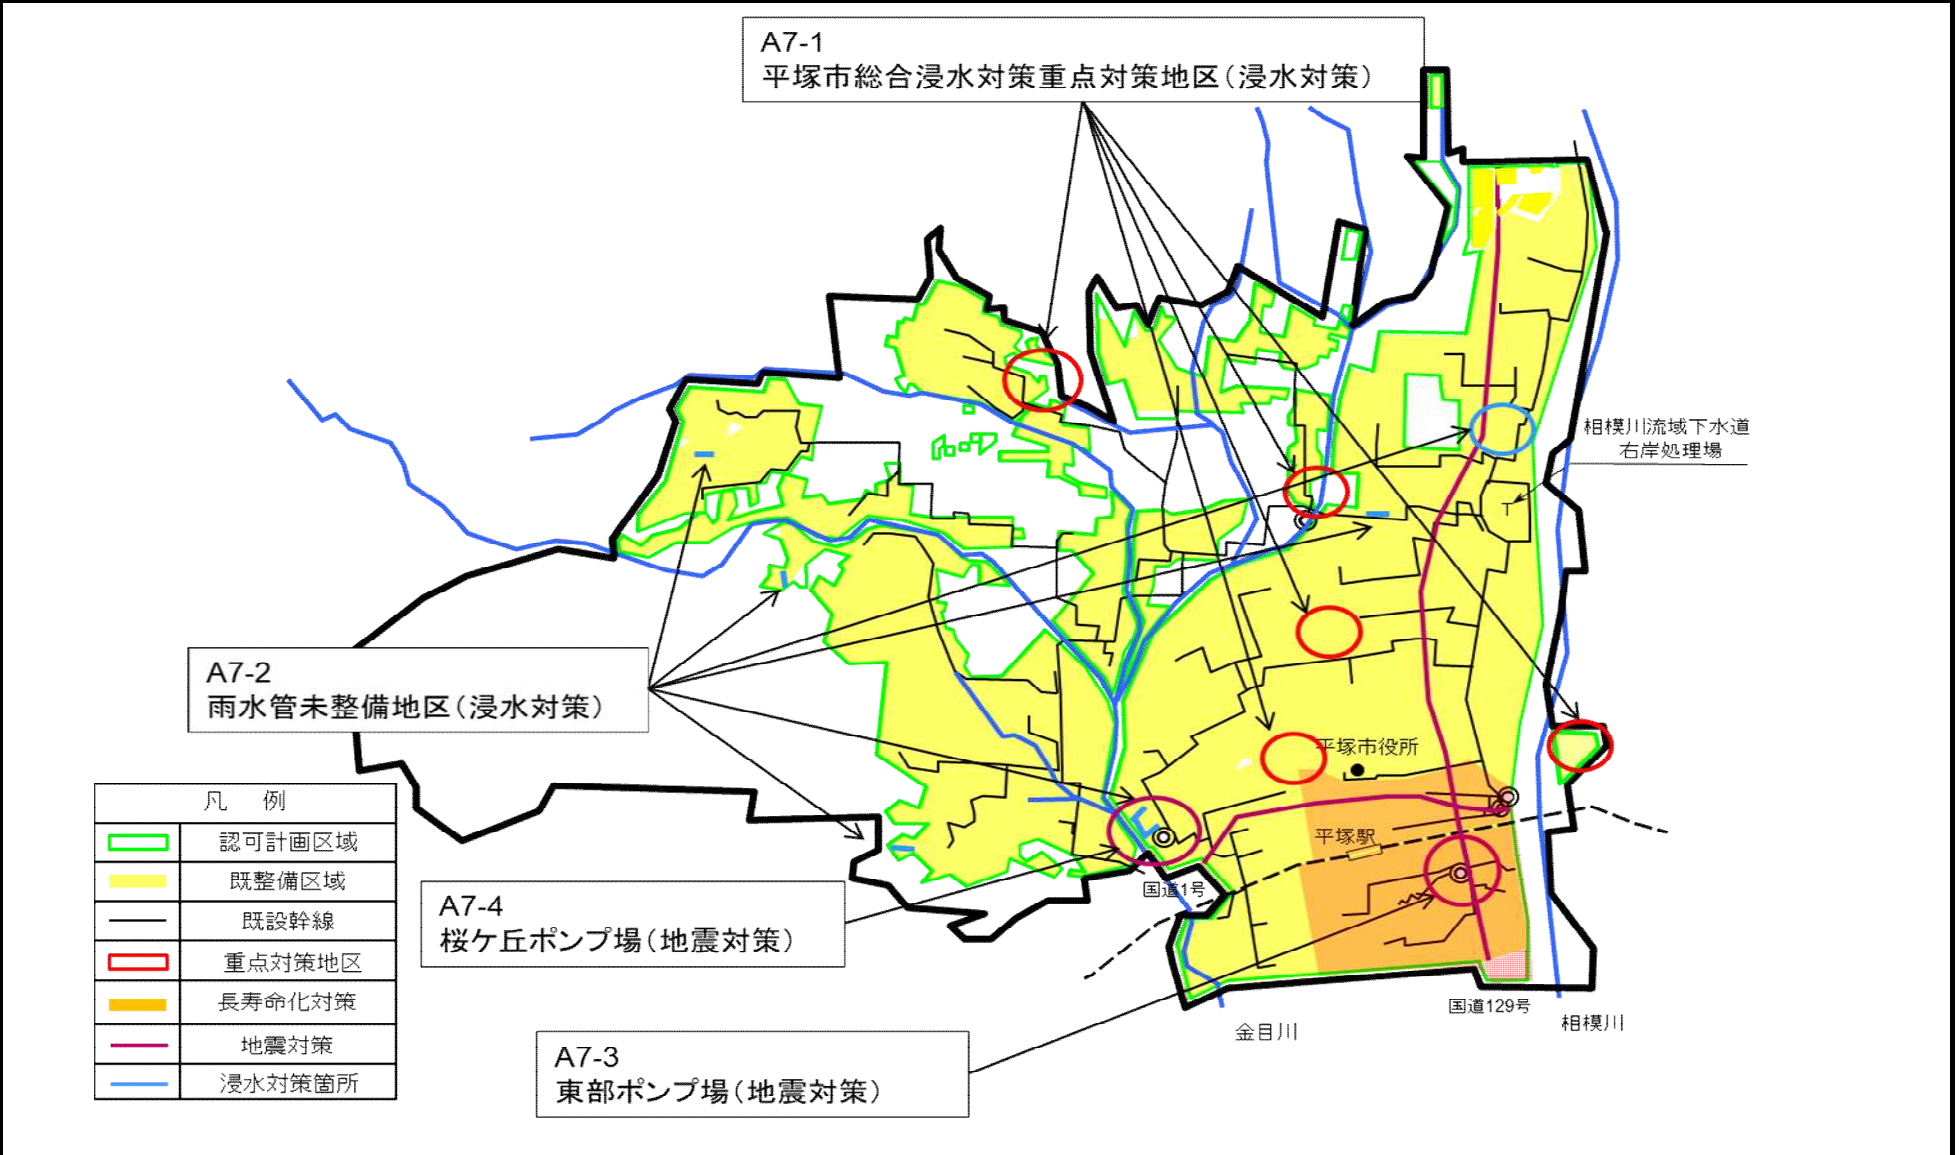 A7-1
平塚市総合浸水対策重点対策地区（浸水対策）
相模川流域下水道
右岸処理場
T
A7-2
雨水管未整備地区（浸水対策）
平塚市役所
凡 例
認可計画区域
既整備区域
既設幹線
重点対策地区
長寿命化対策
地震対策
浸水対策箇所
平塚駅
国道1号
A7-4
桜ケ丘ポンプ場（地震対策）
国道129号
相模川
金目川
A7-3
東部ポンプ場（地震対策）